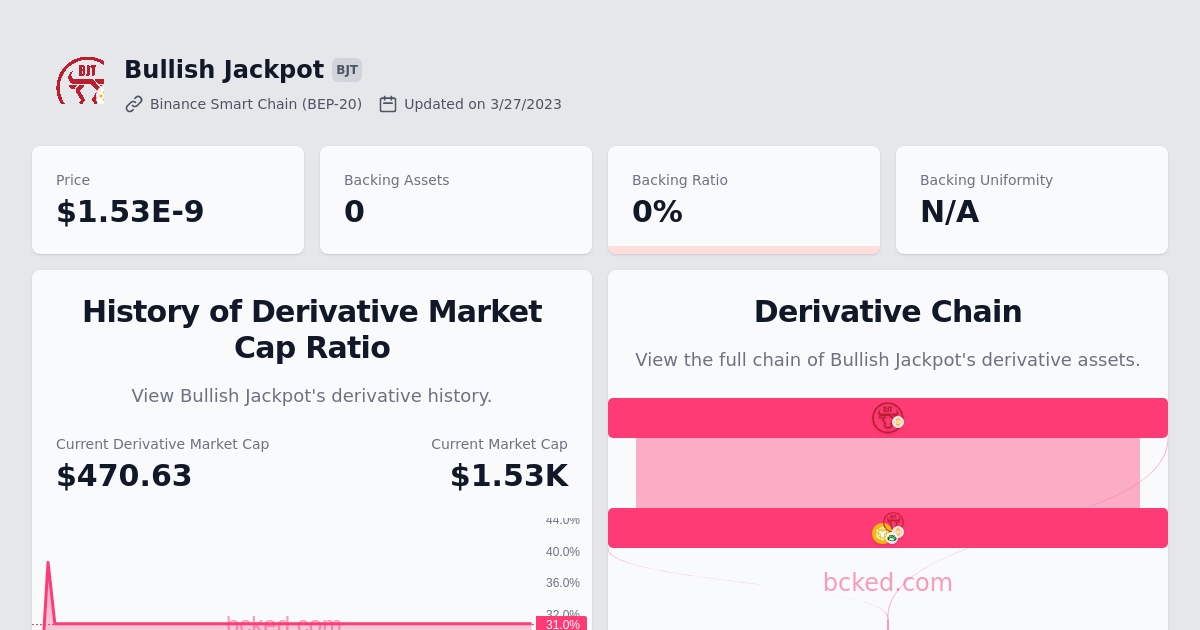 BJT
Bullish Jackpot BJT
Binance Smart Chain (BEP-20) Updated on 3/27/2023
Price
$1.53E-9
Backing Assets
0
Backing Ratio
0%
Backing Uniformity
N/A
History of Derivative Market
Cap Ratio
View Bullish Jackpot's derivative history.
Current Derivative Market Cap
$470.63
Current Market Cap
$1.53K
44.0%
40.0%
36.0%
32.0%
31.0%
bcked.com
Derivative Chain
View the full chain of Bullish Jackpot's derivative assets.
BJT
BJT
bcked.com